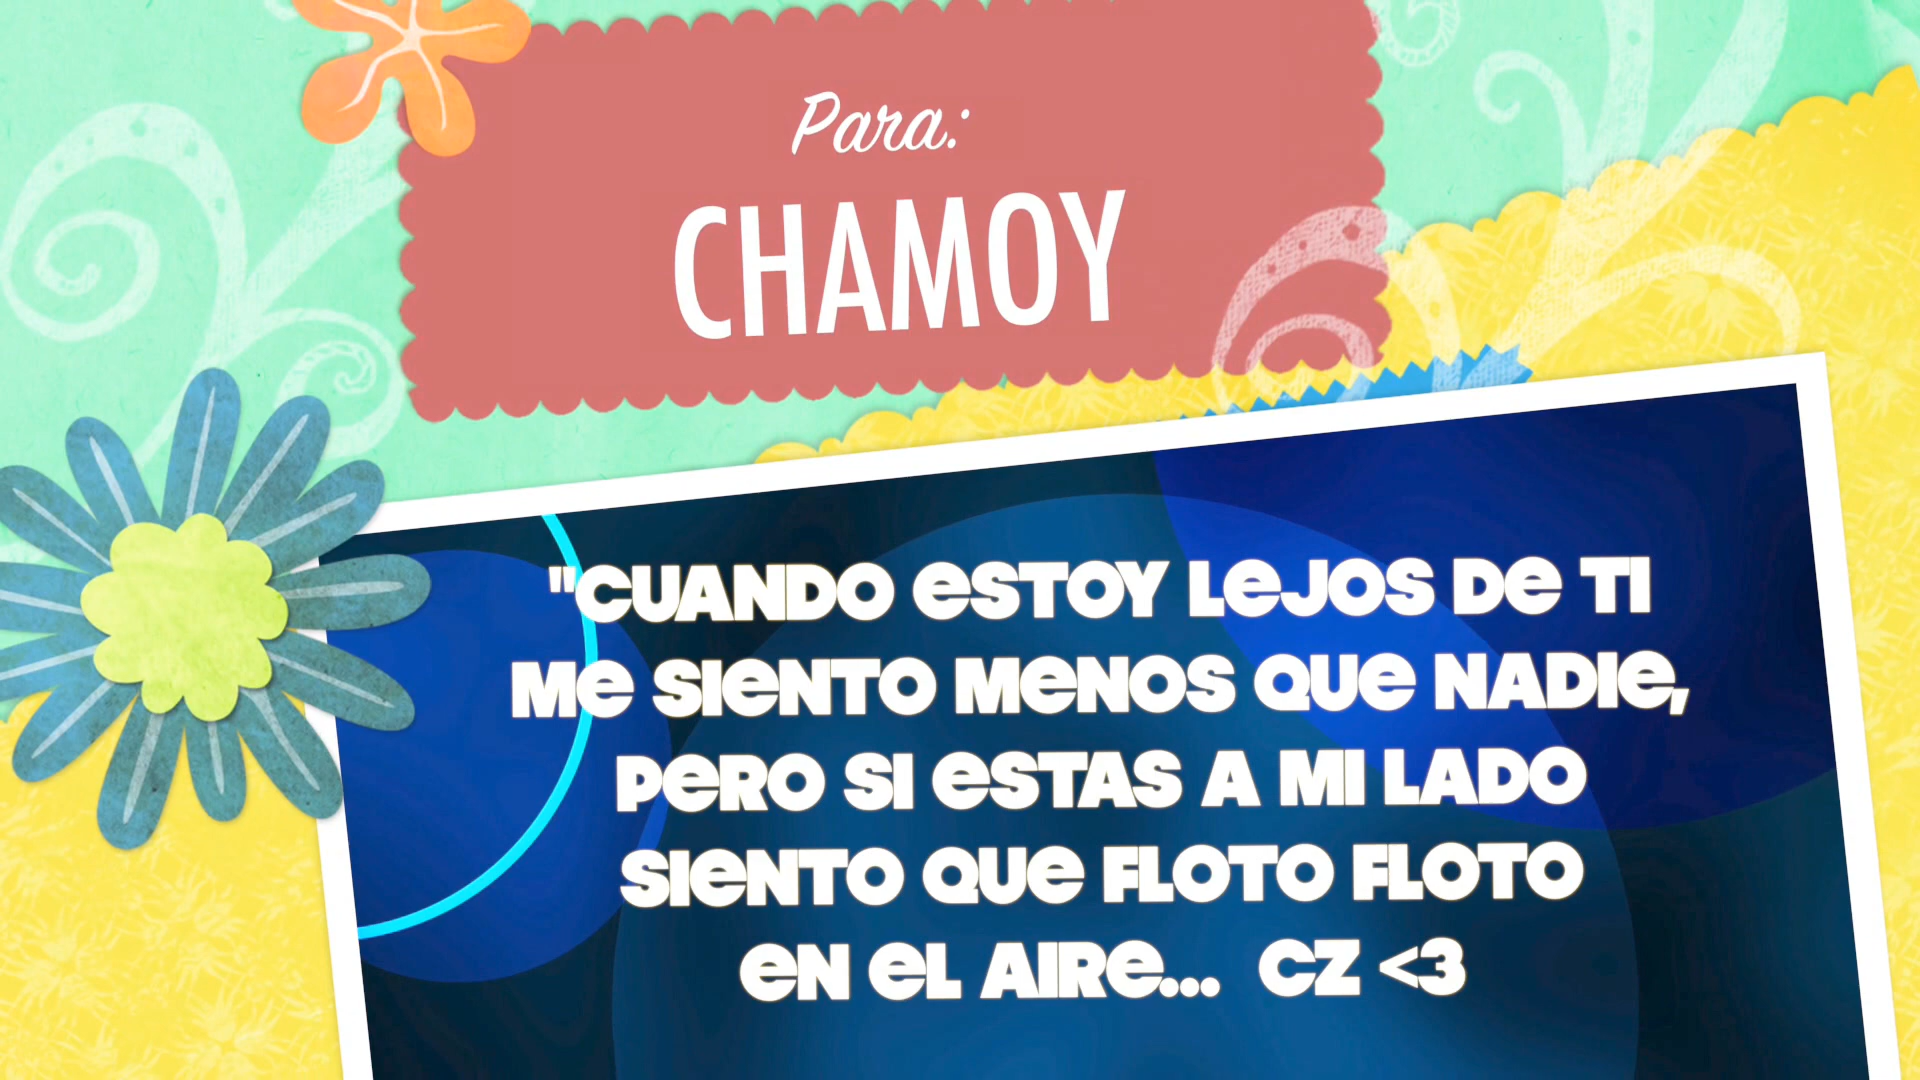 Para:
CHAMOY
"CUANDO ESTOY LEJOS DE TI
ME SIENTO MENOS QUE NADIE,
PERO SI ESTAS A MI LADO
SIENTO QUE FLOTO FLOTO
EN EL AIRE... CZ <3